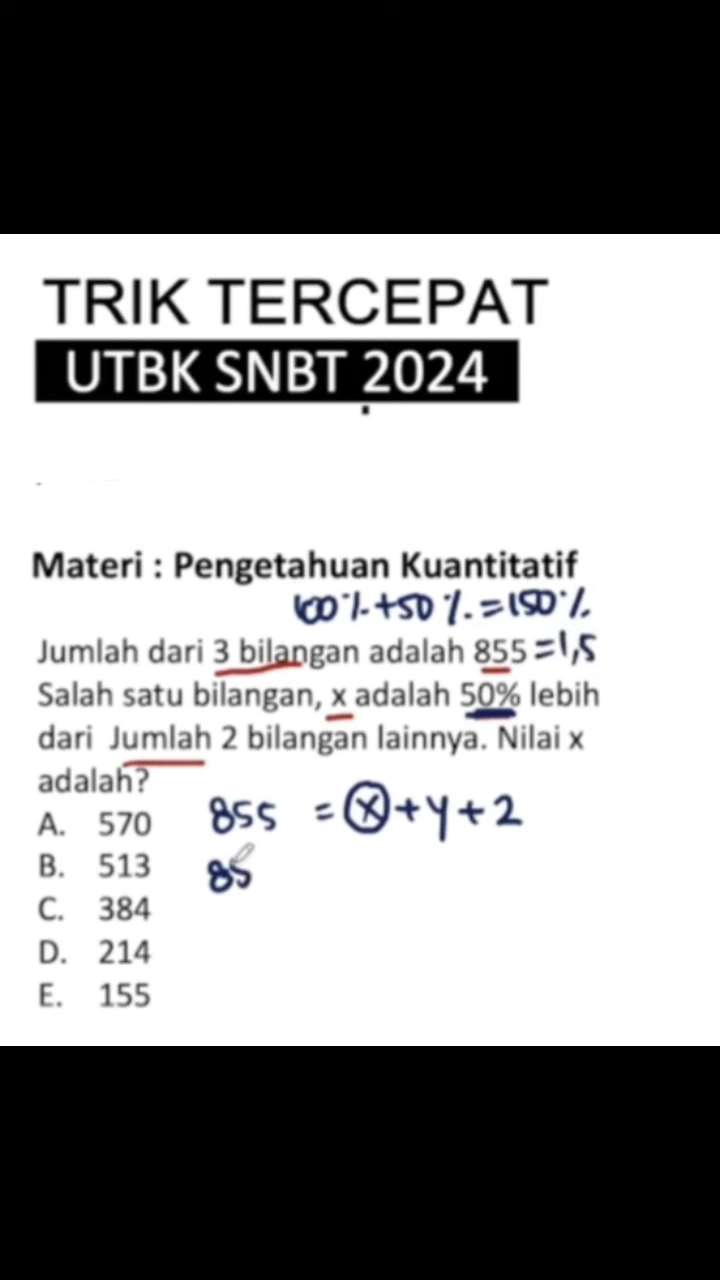 TRIK TERCEPAT
UTBK SNBT 2024
Materi : Pengetahuan Kuantitatif
100%+50%=150%
Jumlah dari 3 bilangan adalah 855 =1,5
Salah satu bilangan, x adalah 50% lebih
dari Jumlah 2 bilangan lainnya. Nilai x
adalah?
855 = x+y+2
A. 570
85
B. 513
C. 384
D. 214
E. 155